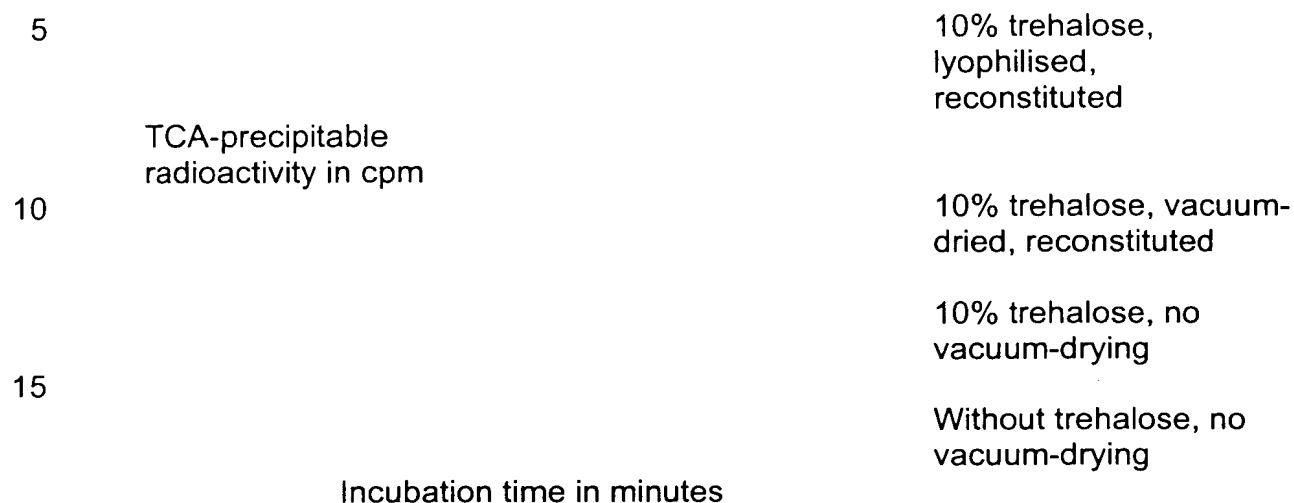 5
10% trehalose,
lyophilised,
reconstituted
TCA-precipitable
radioactivity in cpm
10
10% trehalose, vacuum-
dried, reconstituted
10% trehalose, no
vacuum-drying
15
Without trehalose, no
vacuum-drying
Incubation time in minutes